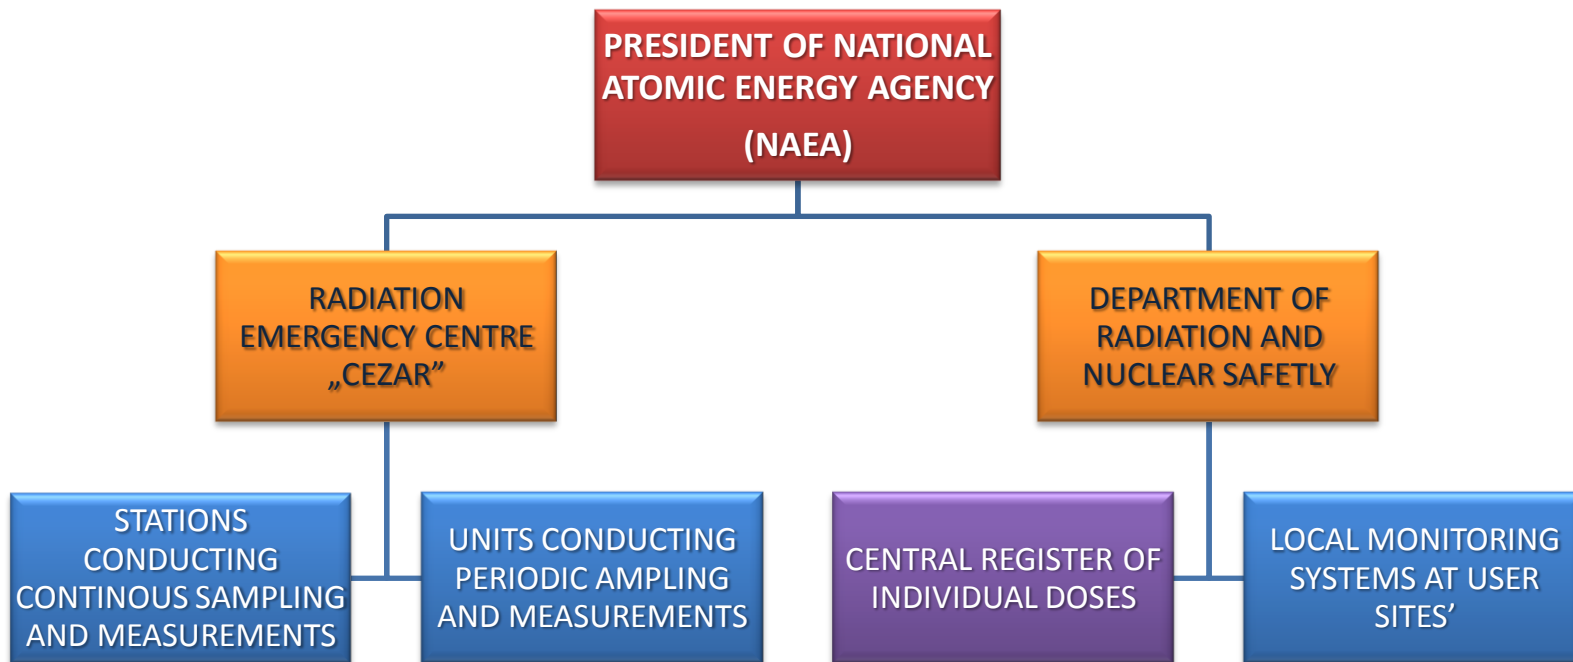 PRESIDENT OF NATIONAL
ATOMIC ENERGY AGENCY
(NAEA)
RADIATION
EMERGENCY CENTRE
„CEZAR”
DEPARTMENT OF
RADIATION AND
NUCLEAR SAFETLY
STATIONS
CONDUCTING
CONTINOUS SAMPLING
AND MEASUREMENTS
UNITS CONDUCTING
PERIODIC AMPLING
AND MEASUREMENTS
CENTRAL REGISTER OF
INDIVIDUAL DOSES
LOCAL MONITORING
SYSTEMS AT USER
SITES’